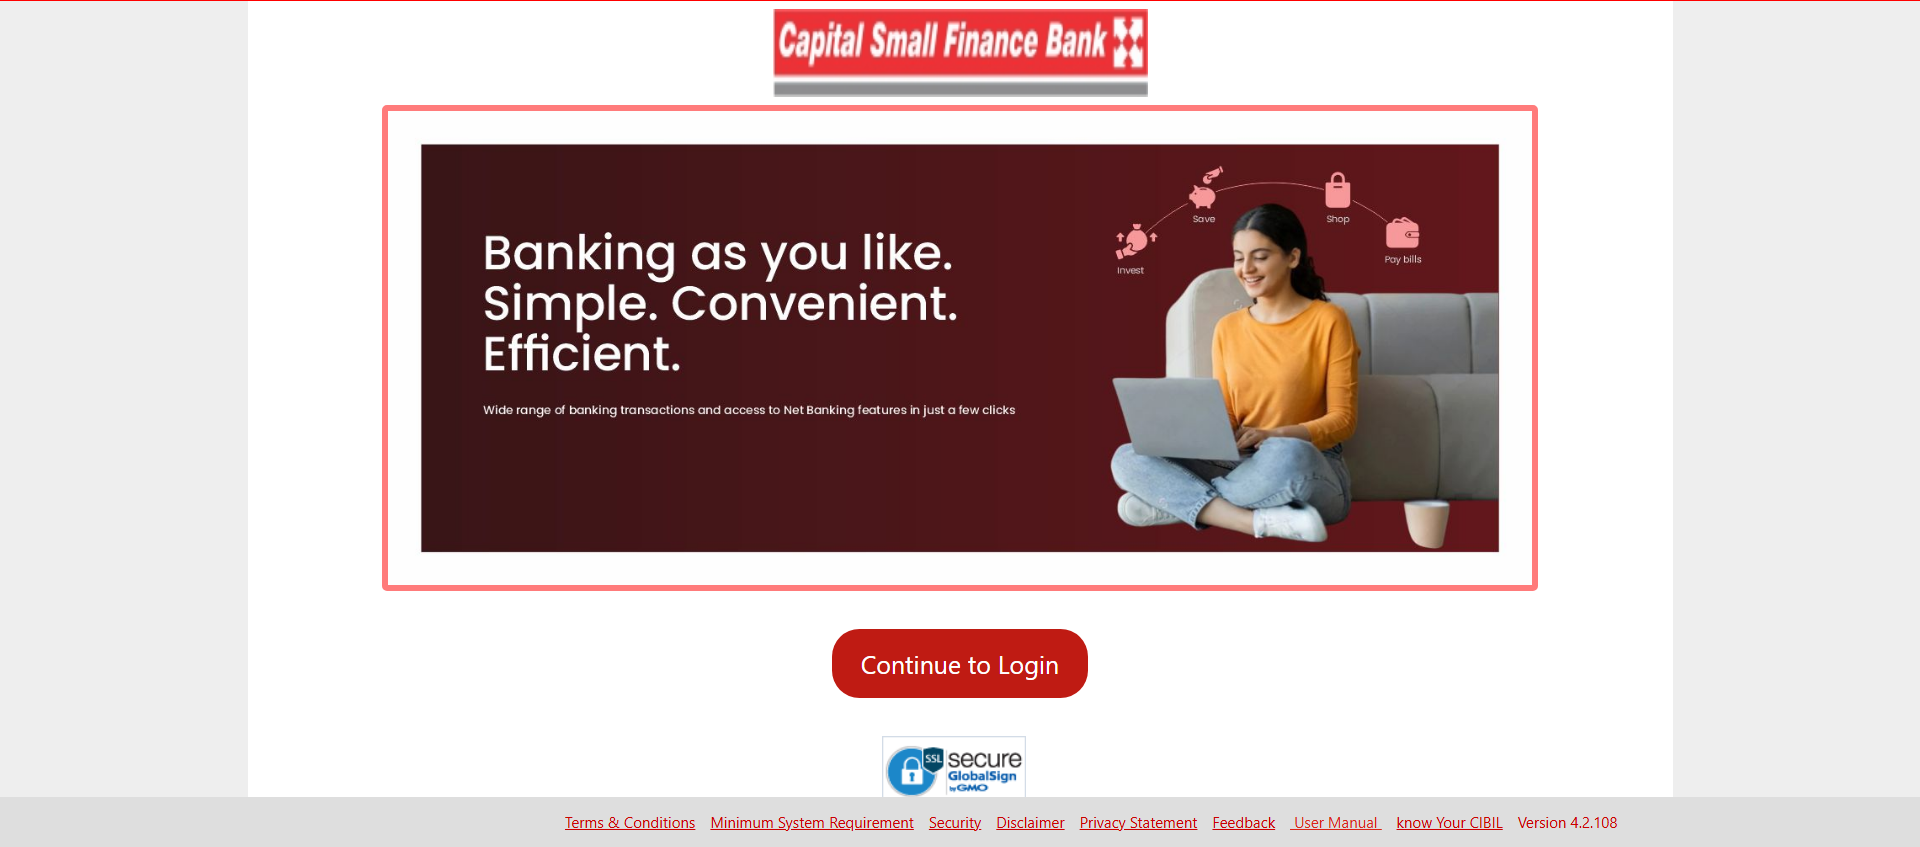 Capital Small Finance Bank
Save
Shop
Invest
Pay bills
Banking as you like.
Simple. Convenient.
Efficient.
Wide range of banking transactions and access to Net Banking features in just a few clicks
Continue to Login
SSL
secure
GlobalSign
by GMO
Terms & Conditions Minimum System Requirement Security Disclaimer Privacy Statement Feedback User Manual know Your CIBIL Version 4.2.108